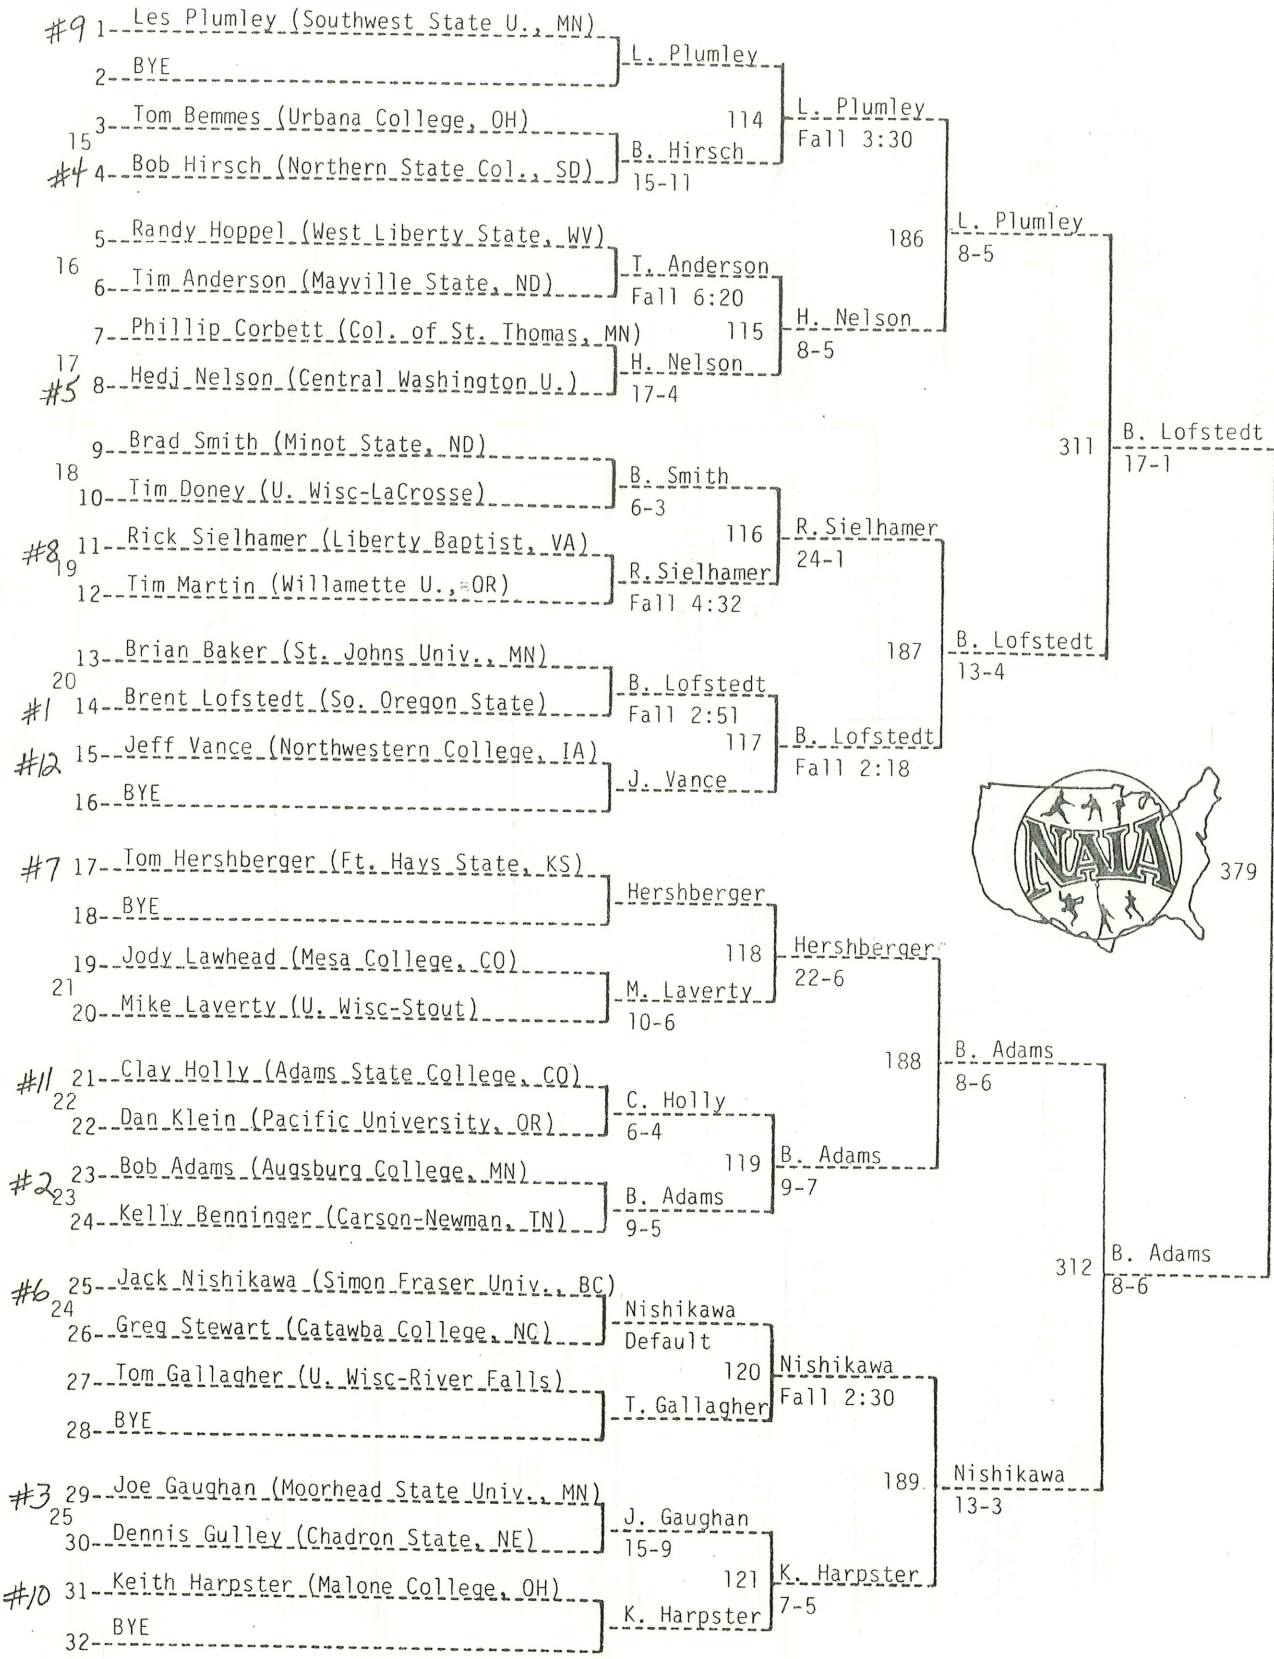 #9 1 Les Plumley (Southwest State U., MN)
L. Plumley
2 BYE
114
L. Plumley
Fall 3:30
3 Tom Bemmes (Urbana College, OH)
15
B. Hirsch
15-11
#4 4 Bob Hirsch (Northern State Col., SD)
186
L. Plumley
8-5
5 Randy Hoppel (West Liberty State, WV)
16
T. Anderson
Fall 6:20
6 Tim Anderson (Mayville State, ND)
115
H. Nelson
8-5
7 Phillip Corbett (Col. of St. Thomas, MN)
17
H. Nelson
17-4
#5 8 Hedj Nelson (Central Washington U.)
311
B. Lofstedt
17-1
9 Brad Smith (Minot State, ND)
18
B. Smith
6-3
10 Tim Doney (U. Wisc-LaCrosse)
116
R.Sielhamer
24-1
#8 11 Rick Sielhamer (Liberty Baptist, VA)
19
R.Sielhamer
Fall 4:32
12 Tim Martin (Willamette U., OR)
187
B. Lofstedt
13-4
13 Brian Baker (St. Johns Univ., MN)
20
B. Lofstedt
Fall 2:51
#1 14 Brent Lofstedt (So. Oregon State)
117
B. Lofstedt
Fall 2:18
#12 15 Jeff Vance (Northwestern College, IA)
J. Vance
16 BYE
NAIA
379
#7 17 Tom Hershberger (Ft. Hays State, KS)
Hershberger
18 BYE
118
Hershberger
22-6
19 Jody Lawhead (Mesa College, CO)
21
M. Laverty
10-6
20 Mike Laverty (U. Wisc-Stout)
188
B. Adams
8-6
#11 21 Clay Holly (Adams State College, CO)
22
C. Holly
6-4
22 Dan Klein (Pacific University, OR)
119
B. Adams
9-7
#2 23 Bob Adams (Augsburg College, MN)
23
B. Adams
9-5
24 Kelly Benninger (Carson-Newman, TN)
312
B. Adams
8-6
#6 25 Jack Nishikawa (Simon Fraser Univ., BC)
24
Nishikawa
Default
26 Greg Stewart (Catawba College, NC)
120
Nishikawa
Fall 2:30
27 Tom Gallagher (U. Wisc-River Falls)
T. Gallagher
28 BYE
189
Nishikawa
13-3
#3 29 Joe Gaughan (Moorhead State Univ., MN)
25
J. Gaughan
15-9
30 Dennis Gulley (Chadron State, NE)
121
K. Harpster
7-5
#10 31 Keith Harpster (Malone College, OH)
K. Harpster
32 BYE